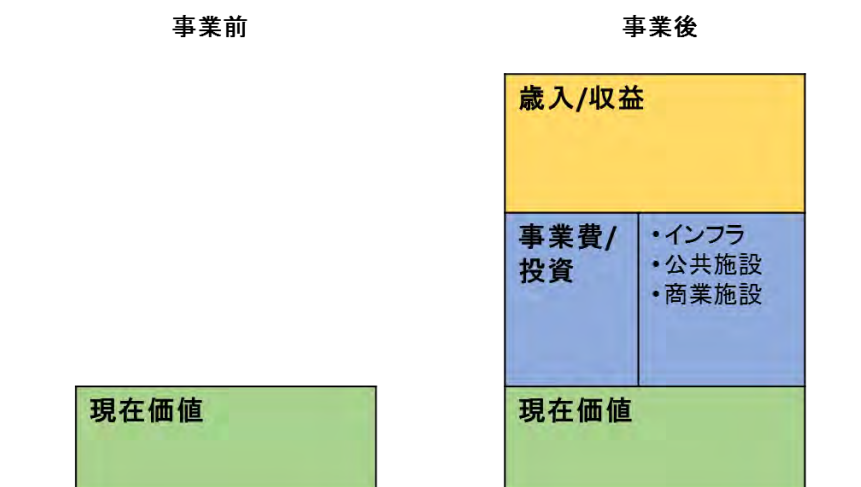 事業前
事業後
歳入/収益
事業費/
投資
・インフラ
・公共施設
・商業施設
現在価値
現在価値